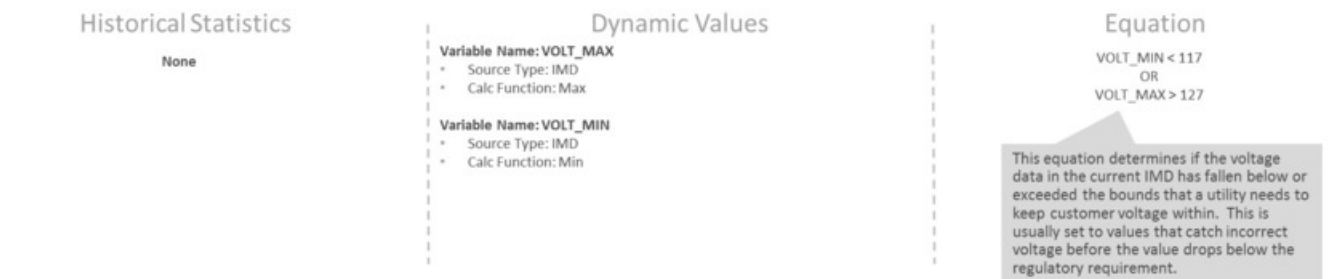 Historical Statistics
None
Dynamic Values
Variable Name: VOLT_MAX
• Source Type: IMD
• Calc Function: Max
Variable Name: VOLT_MIN
• Source Type: IMD
• Calc Function: Min
Equation
VOLT_MIN < 117
OR
VOLT_MAX > 127
This equation determines if the voltage
data in the current IMD has fallen below or
exceeded the bounds that a utility needs to
keep customer voltage within. This is
usually set to values that catch incorrect
voltage before the value drops below the
regulatory requirement.